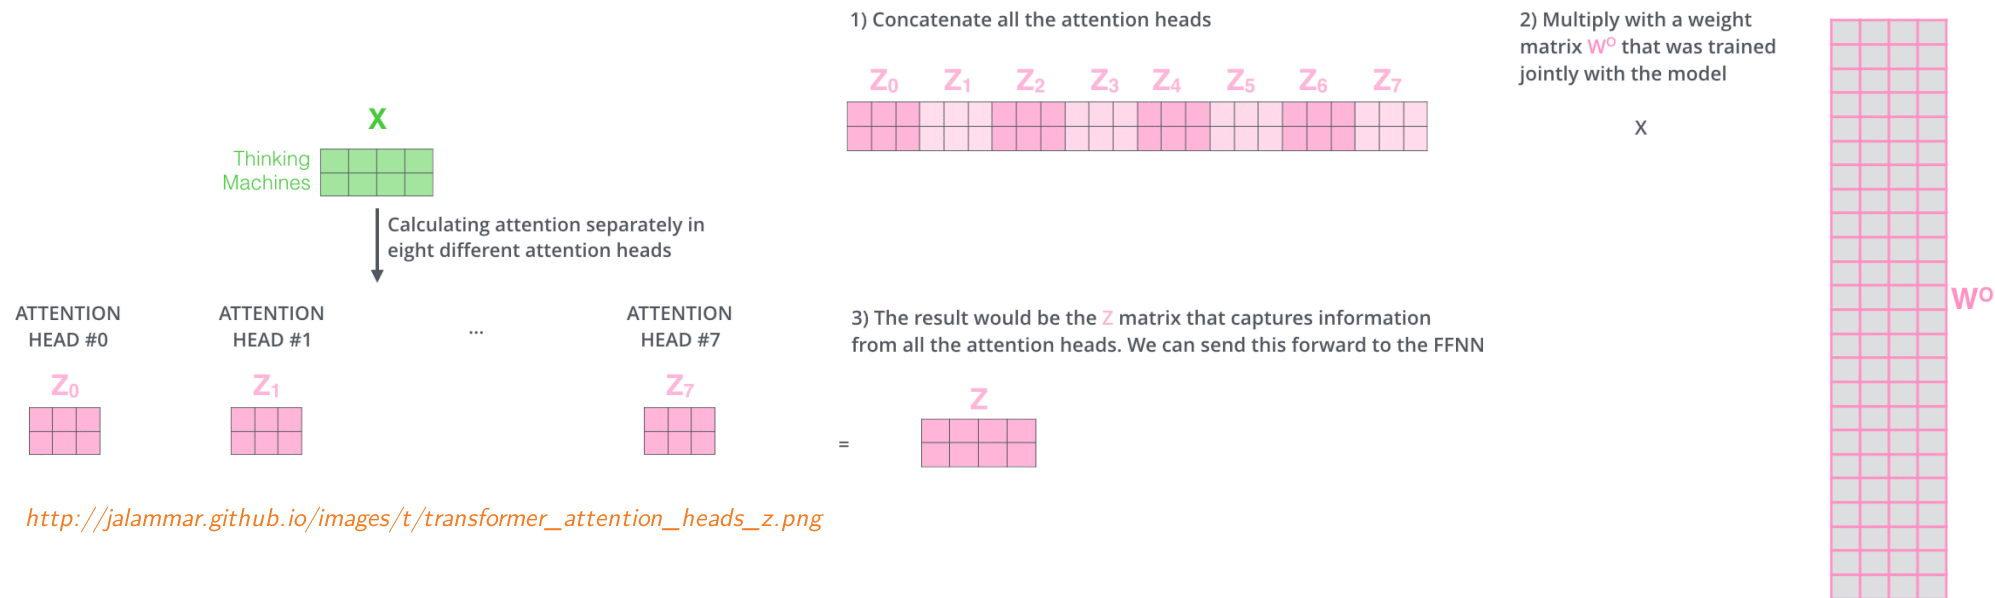 X
Thinking
Machines
Calculating attention separately in
eight different attention heads
ATTENTION
HEAD #0
ATTENTION
HEAD #1
...
ATTENTION
HEAD #7
Z0
Z1
Z7
http://jalammar.github.io/images/t/transformer_attention_heads_z.png
1) Concatenate all the attention heads
Z0 Z1 Z2 Z3 Z4 Z5 Z6 Z7
2) Multiply with a weight
matrix WO that was trained
jointly with the model
X
WO
3) The result would be the Z matrix that captures information
from all the attention heads. We can send this forward to the FFNN
Z
=